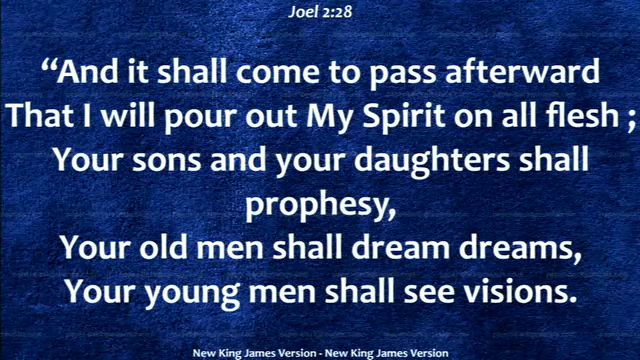 Joel 2:28
“And it shall come to pass afterward
That I will pour out My Spirit on all flesh ;
Your sons and your daughters shall
prophesy,
Your old men shall dream dreams,
Your young men shall see visions.
New King James Version - New King James Version